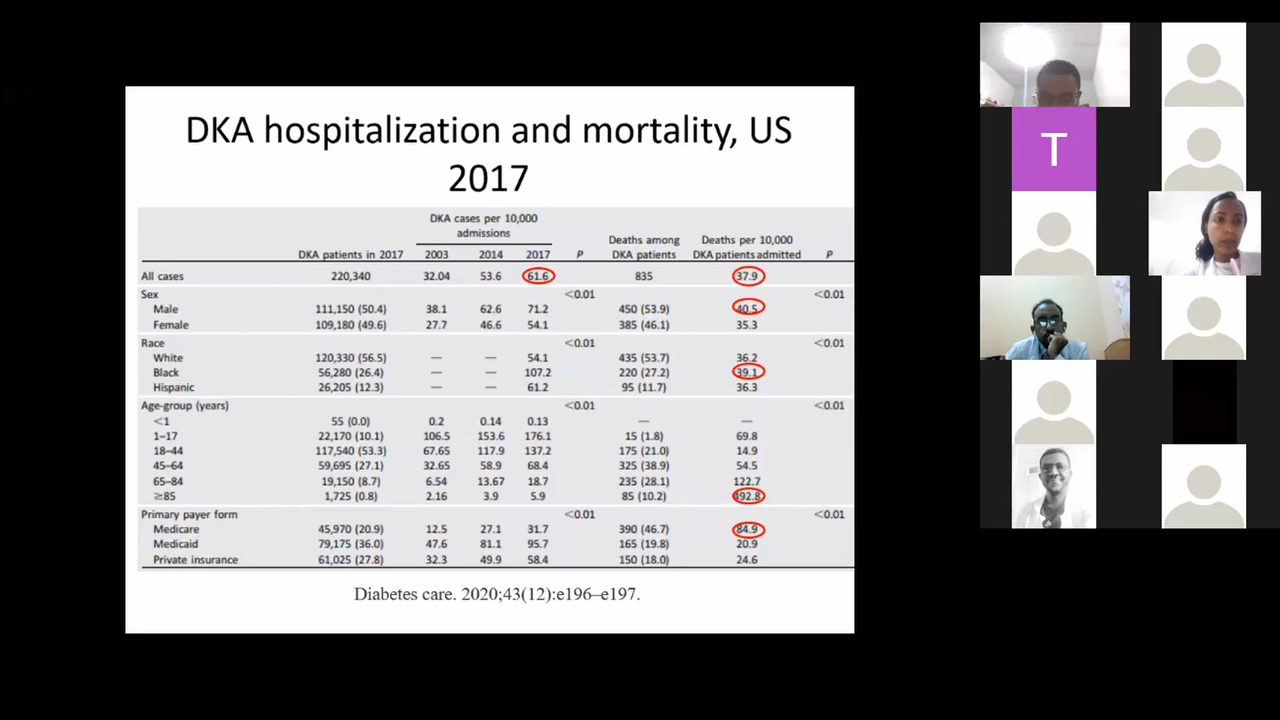 DKA hospitalization and mortality, US
2017
DKA cases per 10,000
admissions
Deaths among
Deaths per 10,000
DKA patients in 2017 2003 2014 2017 P DKA patients DKA patients admitted P
All cases 220,340 32.04 53.6 61.6 835 37.9
Sex <0.01 <0.01
Male 111,150 (50.4) 38.1 62.6 71.2 450 (53.9) 40.5
Female 109,180 (49.6) 27.7 46.6 54.1 385 (46.1) 35.3
Race <0.01 <0.01
White 120,330 (56.5) — — 54.1 435 (53.7) 36.2
Black 56,280 (26.4) — — 107.2 220 (27.2) 39.1
Hispanic 26,205 (12.3) — — 61.2 95 (11.7) 36.3
Age-group (years) <0.01 <0.01
<1 55 (0.0) 0.2 0.14 0.13 — —
1–17 22,170 (10.1) 106.5 153.6 176.1 15 (1.8) 69.8
18–44 117,540 (53.3) 67.65 117.9 137.2 175 (21.0) 14.9
45–64 59,695 (27.1) 32.65 58.9 68.4 325 (38.9) 54.5
65–84 19,150 (8.7) 6.54 13.67 18.7 235 (28.1) 122.7
≥85 1,725 (0.8) 2.16 3.9 5.9 85 (10.2)
Primary payer form <0.01 <0.01
Medicare 45,970 (20.9) 12.5 27.1 31.7 390 (46.7) 84.9
Medicaid 79,175 (36.0) 47.6 81.1 95.7 165 (19.8) 20.9
Private insurance 61,025 (27.8) 32.3 49.9 58.4 150 (18.0) 24.6
Diabetes care. 2020;43(12):e196–e197.
T